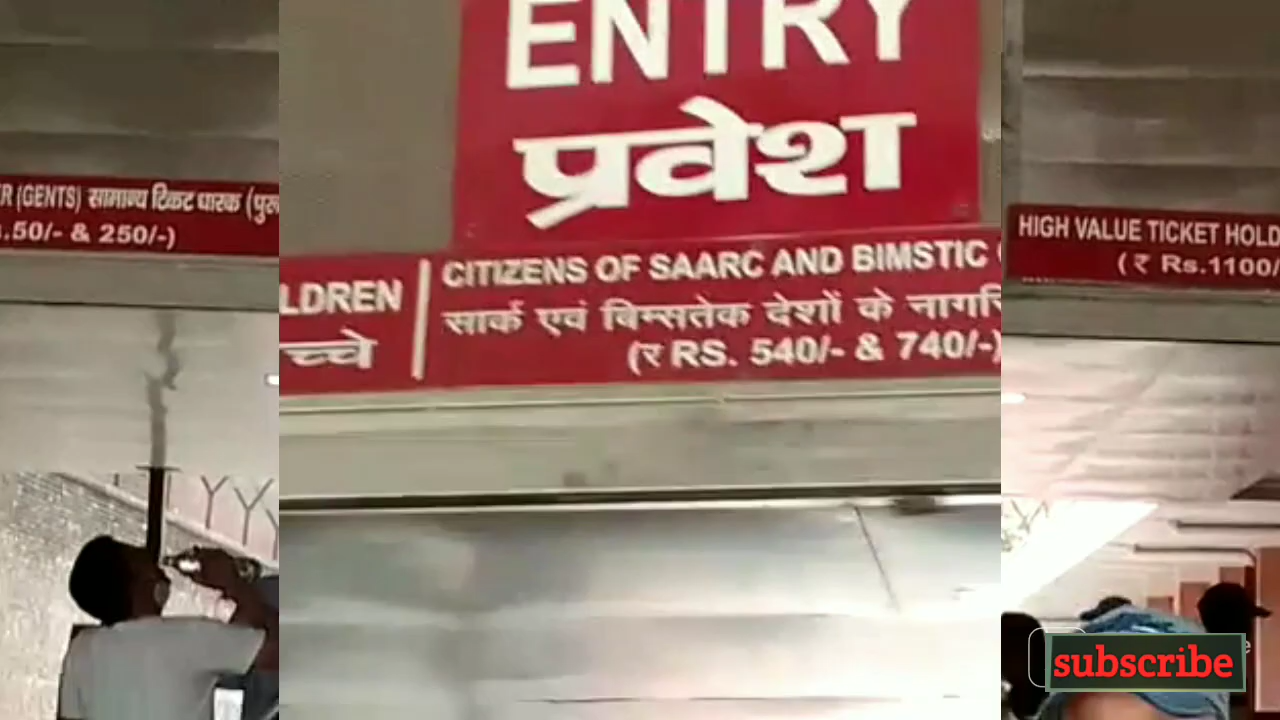 R (GENTS) सामान्य टिकट धारक (पुरु
.50/- & 250/-)
ENTRY
प्रवेश
LDREN
च्चे
CITIZENS OF SAARC AND BIMSTIC
सार्क एवं विम्सतेक देशों के नागरि
(र RS. 540/- & 740/-)
HIGH VALUE TICKET HOLD
(₹ Rs.1100/
subscribe